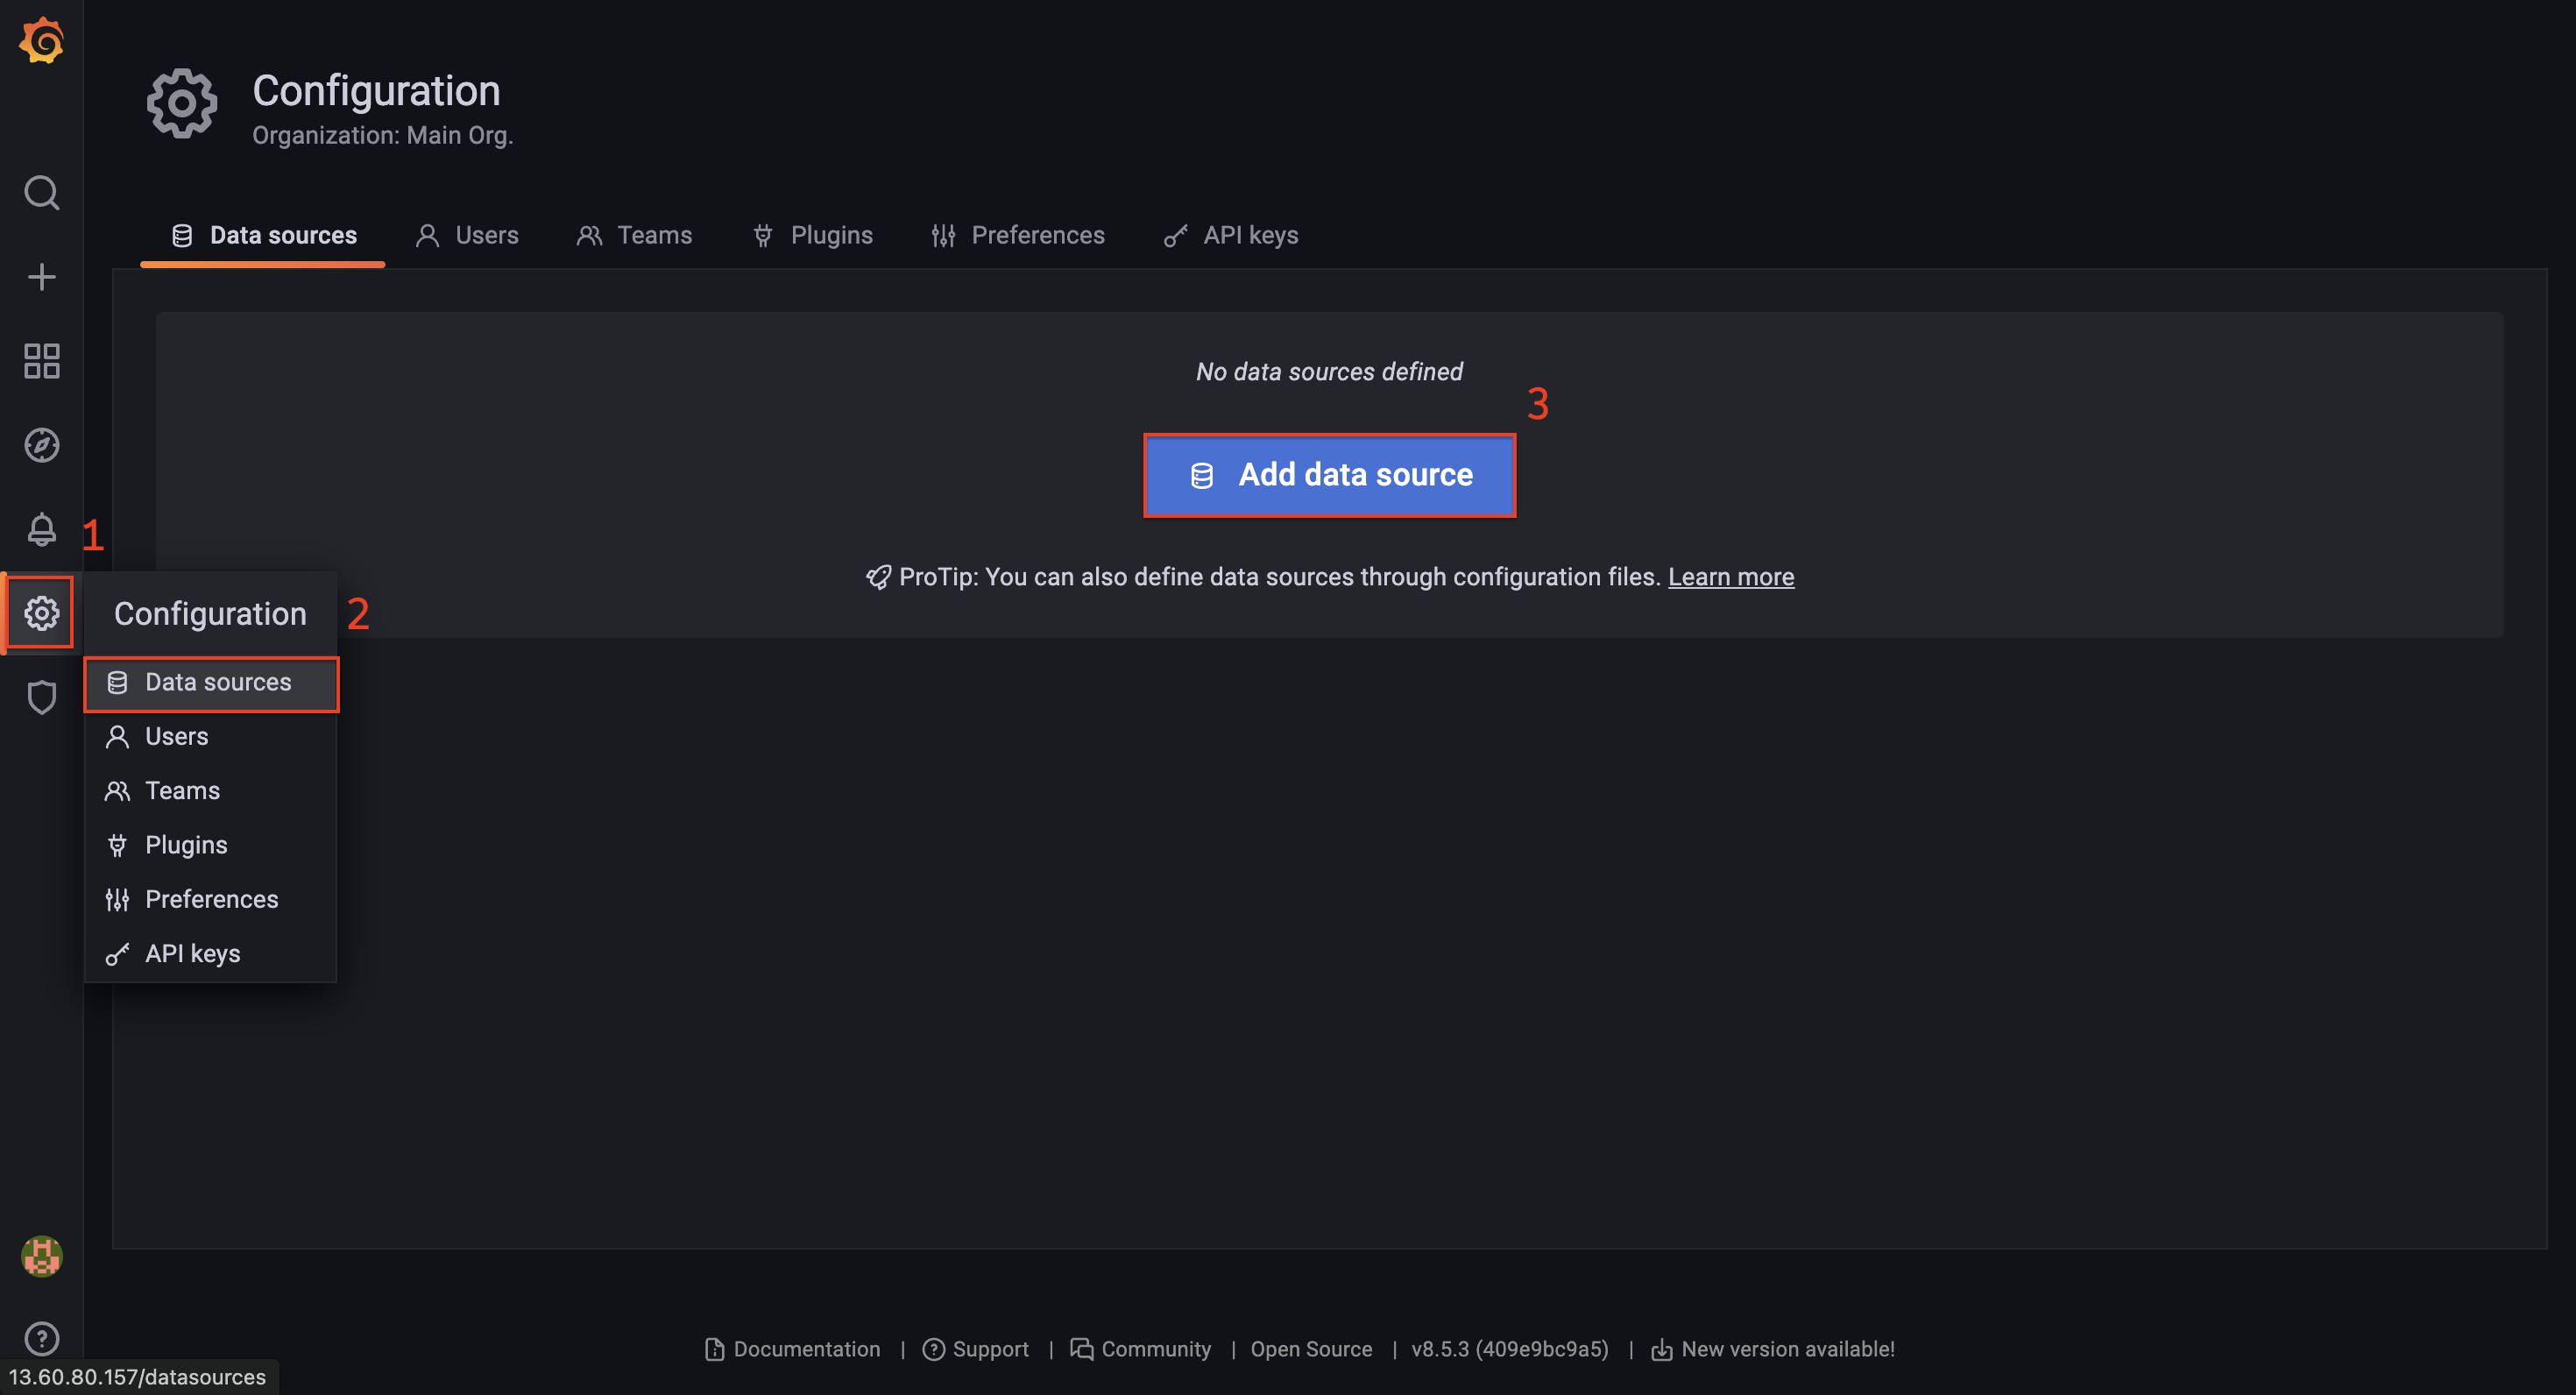 Configuration
Organization: Main Org.
Data sources Users Teams Plugins Preferences API keys
No data sources defined
3
Add data source
ProTip: You can also define data sources through configuration files. Learn more
1
Configuration
2
Data sources
Users
Teams
Plugins
Preferences
API keys
Documentation | Support | Community | Open Source | v8.5.3 (409e9bc9a5) | New version available!
13.60.80.157/datasources